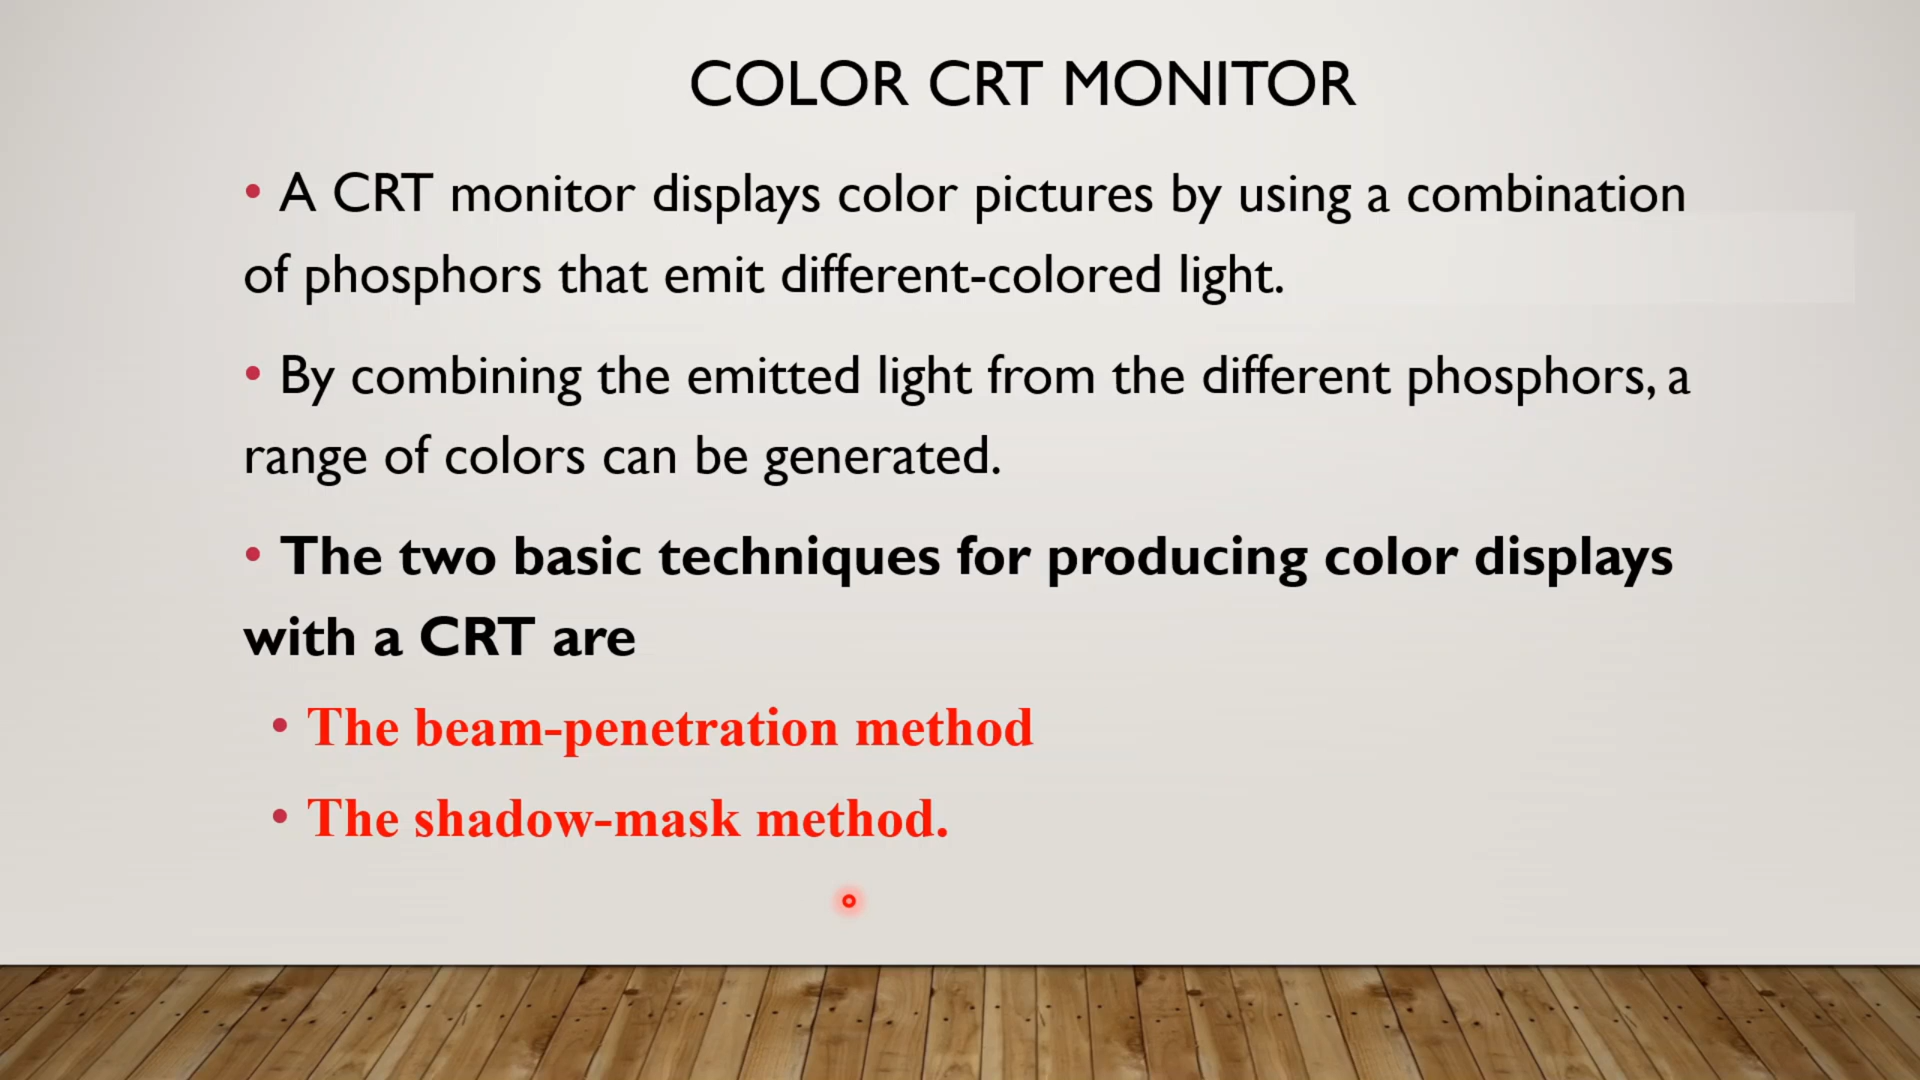 COLOR CRT MONITOR
• A CRT monitor displays color pictures by using a combination
of phosphors that emit different-colored light.
• By combining the emitted light from the different phosphors, a
range of colors can be generated.
• The two basic techniques for producing color displays
with a CRT are
• The beam-penetration method
• The shadow-mask method.